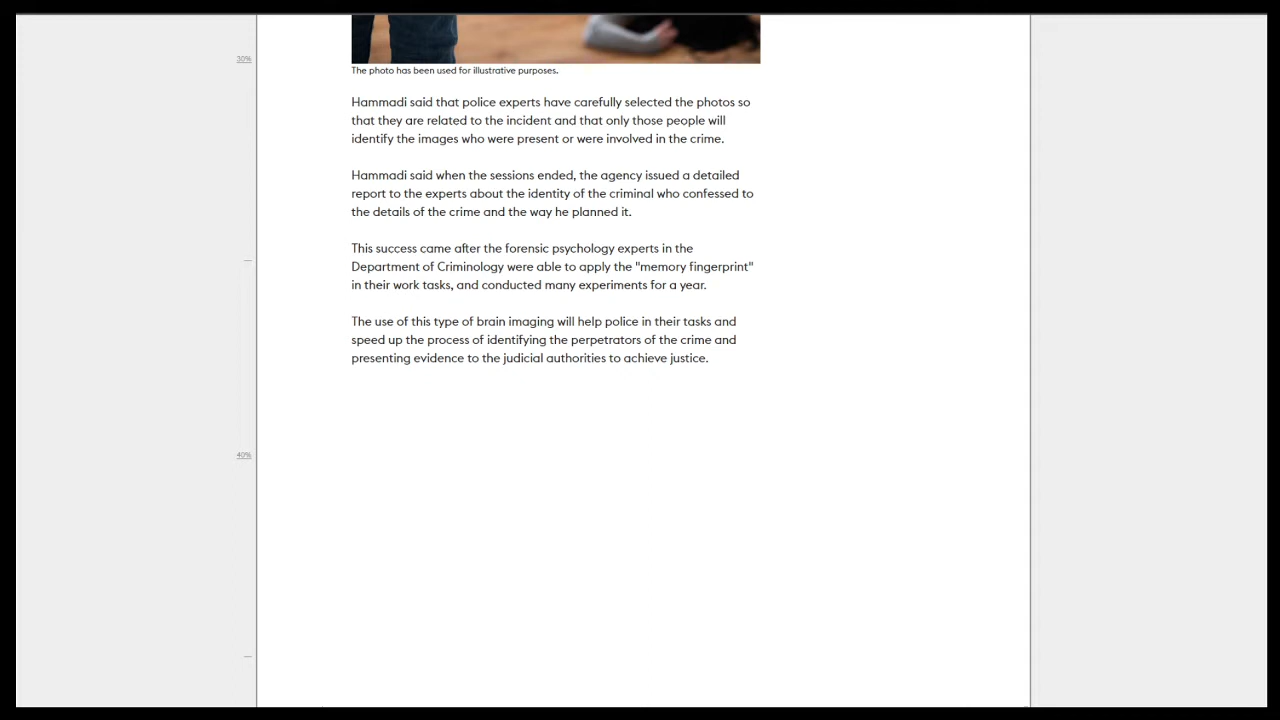 30%
The photo has been used for illustrative purposes.
Hammadi said that police experts have carefully selected the photos so
that they are related to the incident and that only those people will
identify the images who were present or were involved in the crime.
Hammadi said when the sessions ended, the agency issued a detailed
report to the experts about the identity of the criminal who confessed to
the details of the crime and the way he planned it.
This success came after the forensic psychology experts in the
Department of Criminology were able to apply the "memory fingerprint"
in their work tasks, and conducted many experiments for a year.
The use of this type of brain imaging will help police in their tasks and
speed up the process of identifying the perpetrators of the crime and
presenting evidence to the judicial authorities to achieve justice.
40%